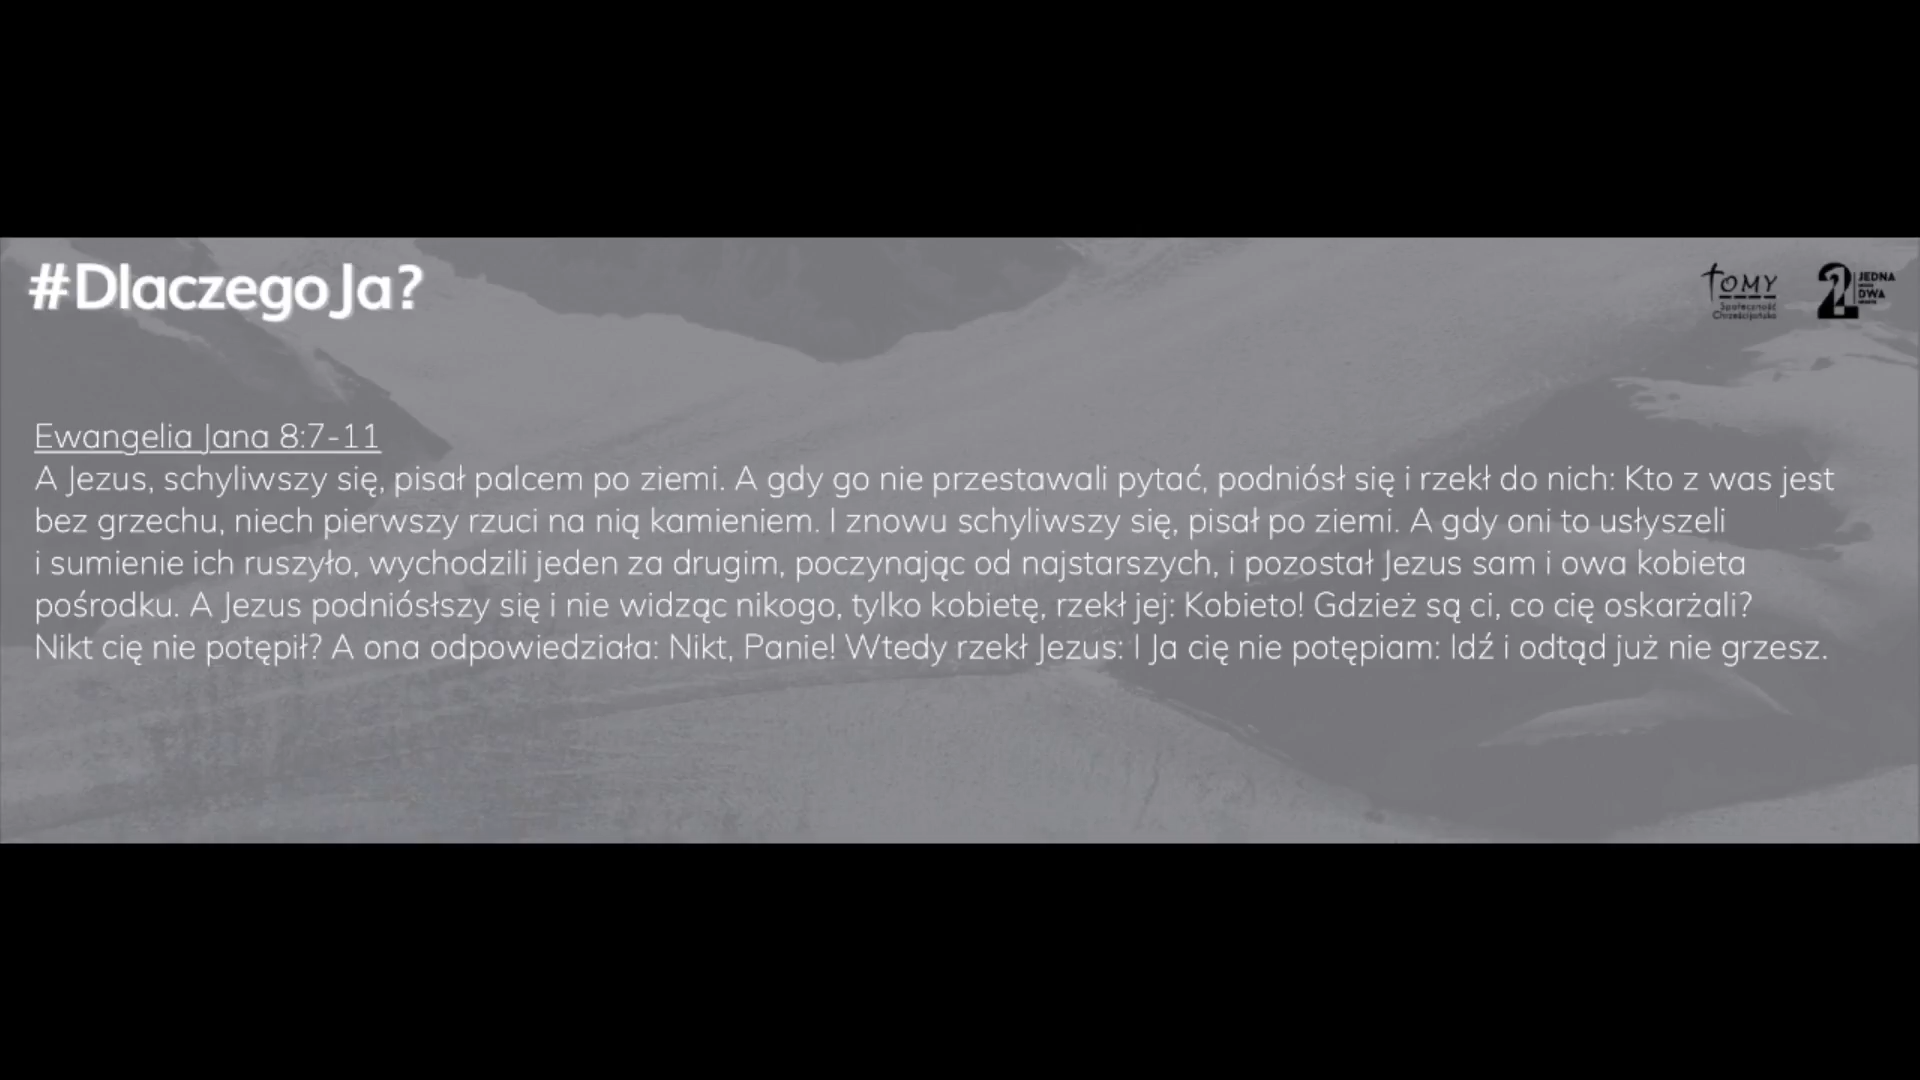 #DlaczegoJa?
TOMY
Społeczność
Chrześcijańska
JEDNA
DWA
Ewangelia Jana 8:7-11
A Jezus, schyliwszy się, pisał palcem po ziemi. A gdy go nie przestawali pytać, podniósł się i rzekł do nich: Kto z was jest
bez grzechu, niech pierwszy rzuci na nią kamieniem. I znowu schyliwszy się, pisał po ziemi. A gdy oni to usłyszeli
i sumienie ich ruszyło, wychodzili jeden za drugim, poczynając od najstarszych, i pozostał Jezus sam i owa kobieta
pośrodku. A Jezus podniósłszy się i nie widząc nikogo, tylko kobietę, rzekł jej: Kobieto! Gdzież są ci, co cię oskarżali?
Nikt cię nie potępił? A ona odpowiedziała: Nikt, Panie! Wtedy rzekł Jezus: I Ja cię nie potępiam: Idź i odtąd już nie grzesz.